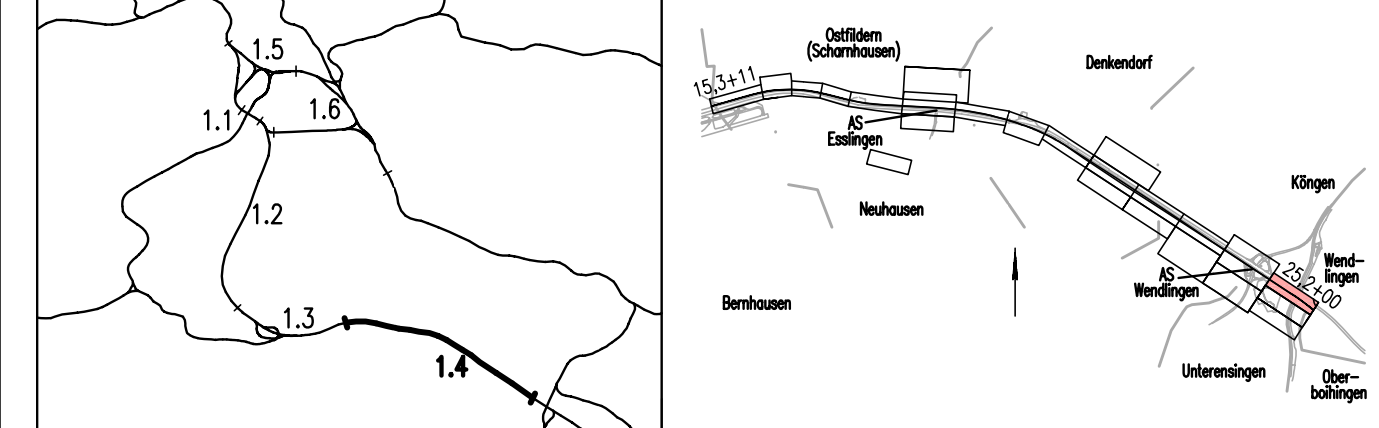 1.5
1.6
1.1
1.2
1.3
1.4
Ostfildern
(Scharnhausen)
Denkendorf
15,3+11
AS
Esslingen
Köngen
Neuhausen
Wend–
lingen
25,2+00
AS
Wendlingen
Bernhausen
Unterensingen
Ober–
boihingen